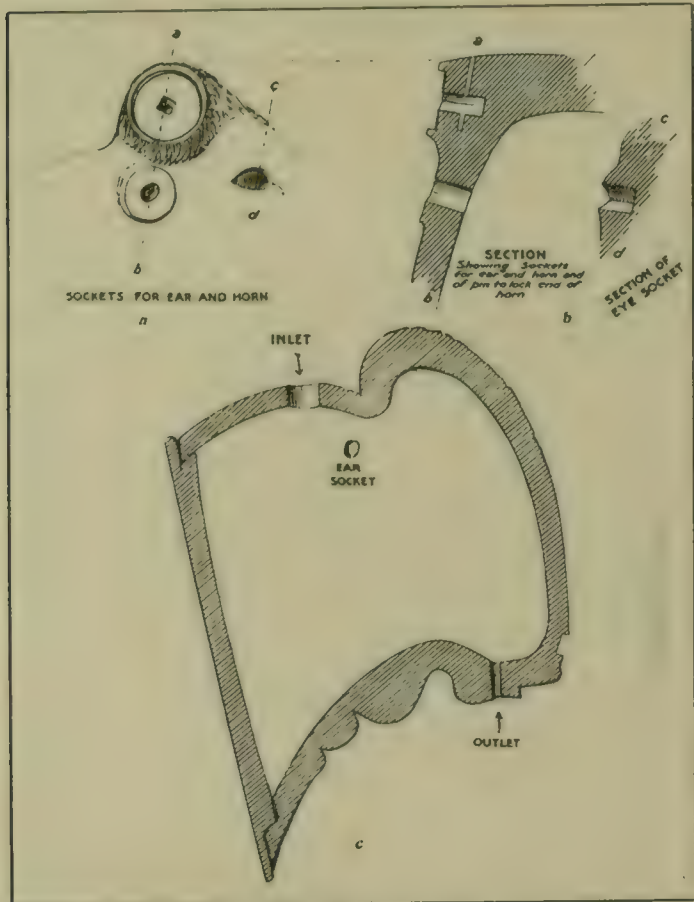 a
c
d
b
SOCKETS FOR EAR AND HORN
a
a
c
d
b
SECTION
Showing Sockets
for ear and horn and
of pin to lock end of
horn
SECTION OF
EYE SOCKET
b
INLET
EAR
SOCKET
OUTLET
c